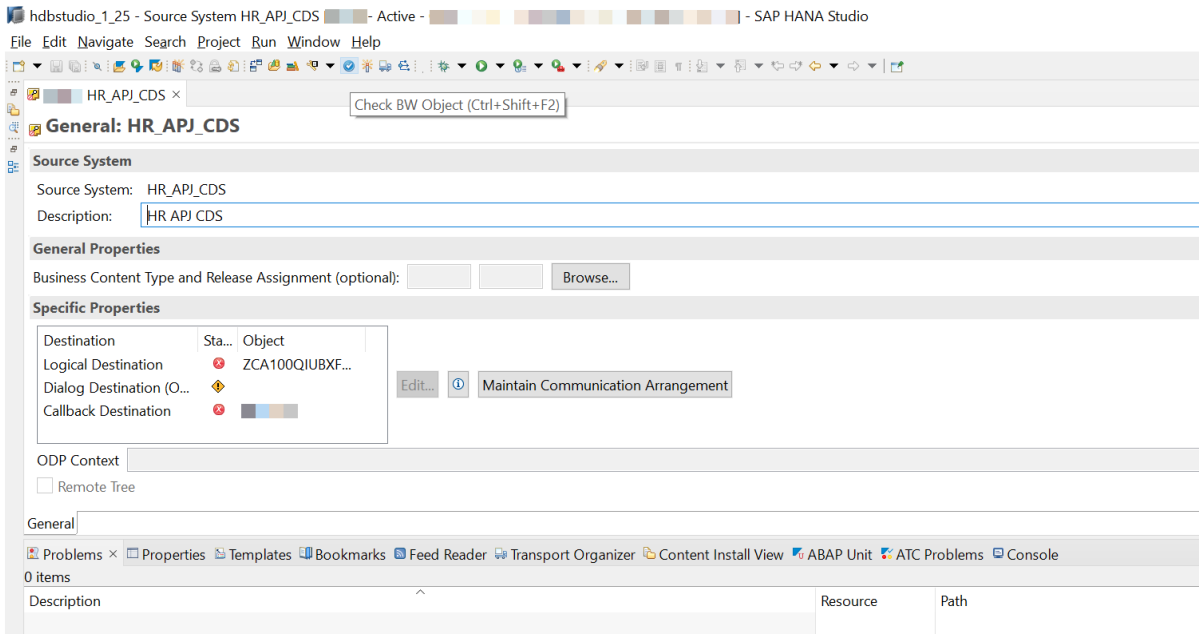 hdbstudio_1_25 - Source System HR_APJ_CDS - Active - - SAP HANA Studio
File Edit Navigate Search Project Run Window Help
HR_APJ_CDS
Check BW Object (Ctrl+Shift+F2)
General: HR_APJ_CDS
Source System
Source System: HR_APJ_CDS
Description: HR APJ CDS
General Properties
Business Content Type and Release Assignment (optional): Browse...
Specific Properties
Destination Sta... Object
Logical Destination ZCA100QIUBXF...
Dialog Destination (O...
Callback Destination
Edit... Maintain Communication Arrangement
ODP Context
Remote Tree
General
Problems Properties Templates Bookmarks Feed Reader Transport Organizer Content Install View ABAP Unit ATC Problems Console
0 items
Description Resource Path